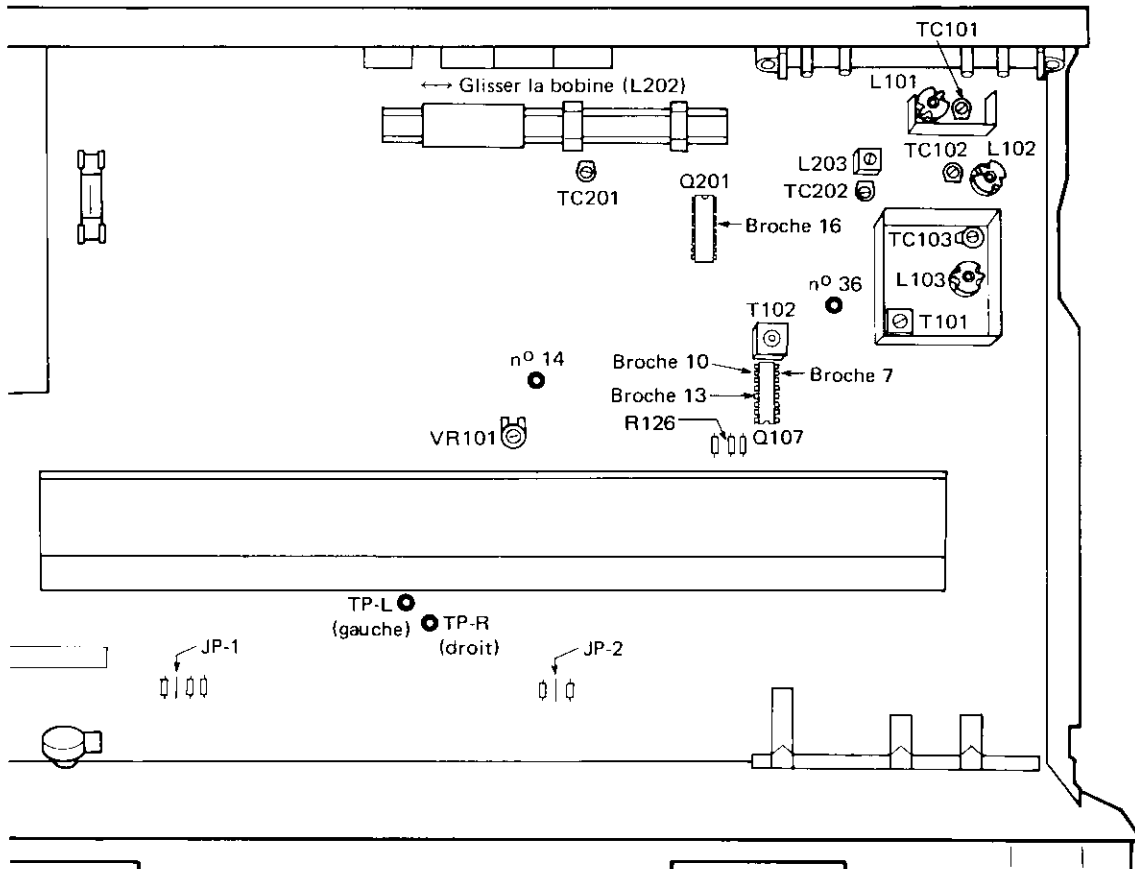 TC101
L101
↔ Glisser la bobine (L202)
TC102
L102
L203
TC201
Q201
TC202
Broche 16
TC103
L103
nº 36
T102
T101
nº 14
Broche 10
Broche 7
Broche 13
R126
VR101
Q107
TP-L
(gauche)
TP-R
(droit)
JP-1
JP-2